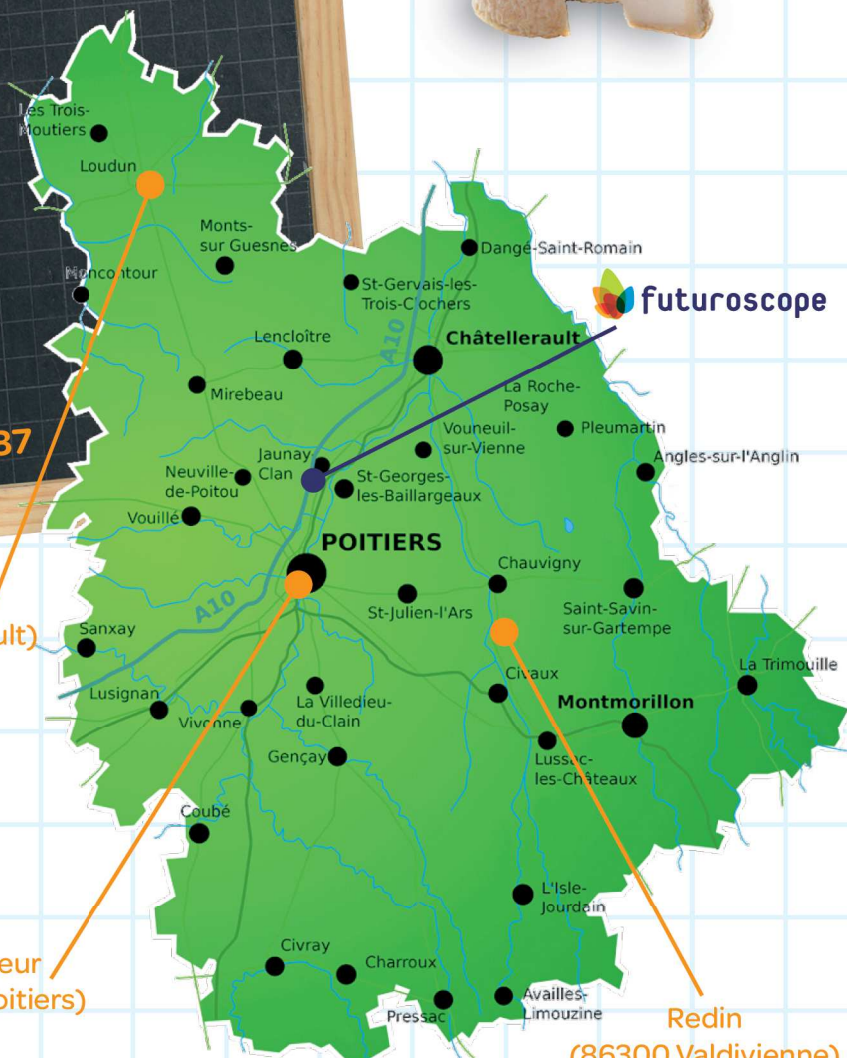 Les Trois-
Moutiers
Loudun
Monts-
sur Guesnes
Dangé-Saint-Romain
Moncontour
St-Gervais-les-
Trois-Clochers
futuroscope
Lencloître
A10
Châtellerault
Mirebeau
La Roche-
Posay
Vouneuil-
sur-Vienne
Pleumartin
87
Jaunay
Clan
Angles-sur-l'Anglin
Neuville-
de-Poitou
St-Georges-
les-Baillargeaux
Vouillé
POITIERS
Chauvigny
A10
St-Julien-l'Ars
Saint-Savin-
sur-Gartempe
ult)
Sanxay
Civaux
La Trimouille
Lusignan
La Villedieu-
du-Clain
Montmorillon
Vivonne
Gençay
Lussac-
les-Châteaux
Couhé
L'Isle-
Jourdain
Civray
eur
oitiers)
Charroux
Availles-
Limouzine
Pressac
Redin
(86300 Valdivienne)